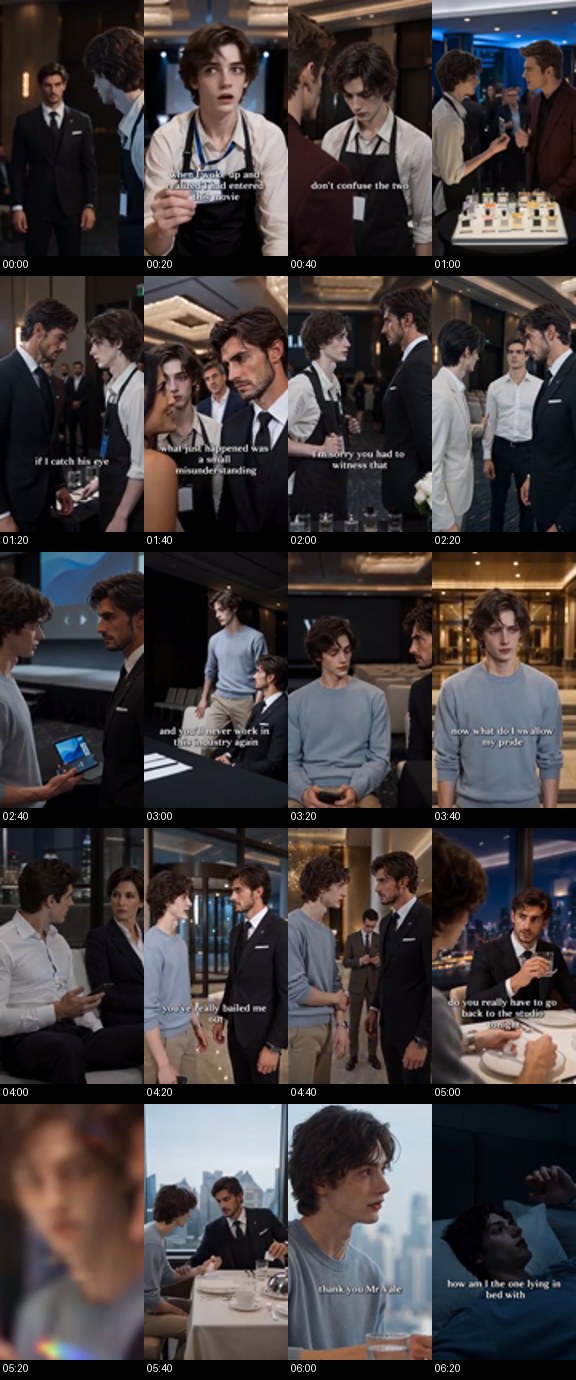 00:00
00:20
00:40
01:00
when I woke up and
realized I had entered
this movie
don't confuse the two
01:20
01:40
02:00
02:20
if I catch his eye
what just happened was
a small
misunderstanding
I'm sorry you had to
witness that
02:40
03:00
03:20
03:40
and you'll never work in
this industry again
now what do I swallow
my pride
04:00
04:20
04:40
05:00
you've really bailed me
out
do you really have to go
back to the studio
tonight
05:20
05:40
06:00
06:20
thank you Mr Vale
how am I the one lying in
bed with